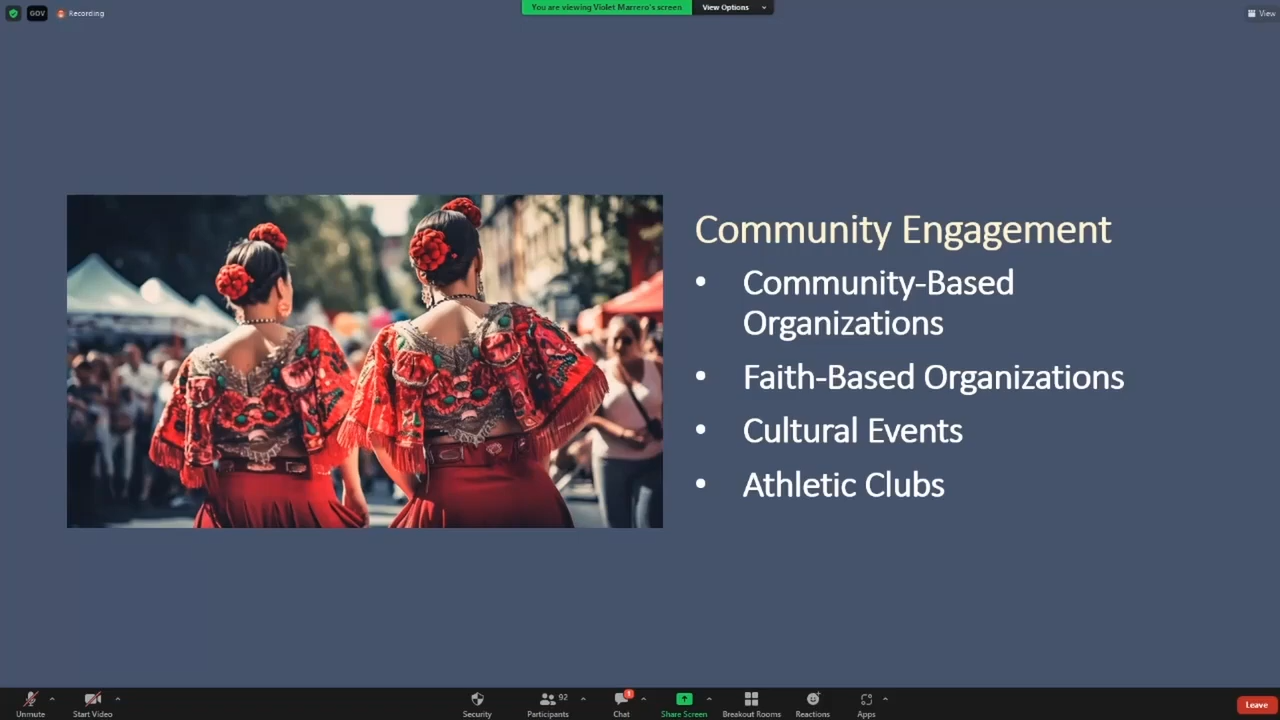 GOV
Recording
You are viewing Violet Marrero's screen
View Options
View
Community Engagement
• Community-Based
Organizations
• Faith-Based Organizations
• Cultural Events
• Athletic Clubs
Unmute
Start Video
Security
Participants
92
Chat
1
Share Screen
Breakout Rooms
Reactions
Apps
Leave